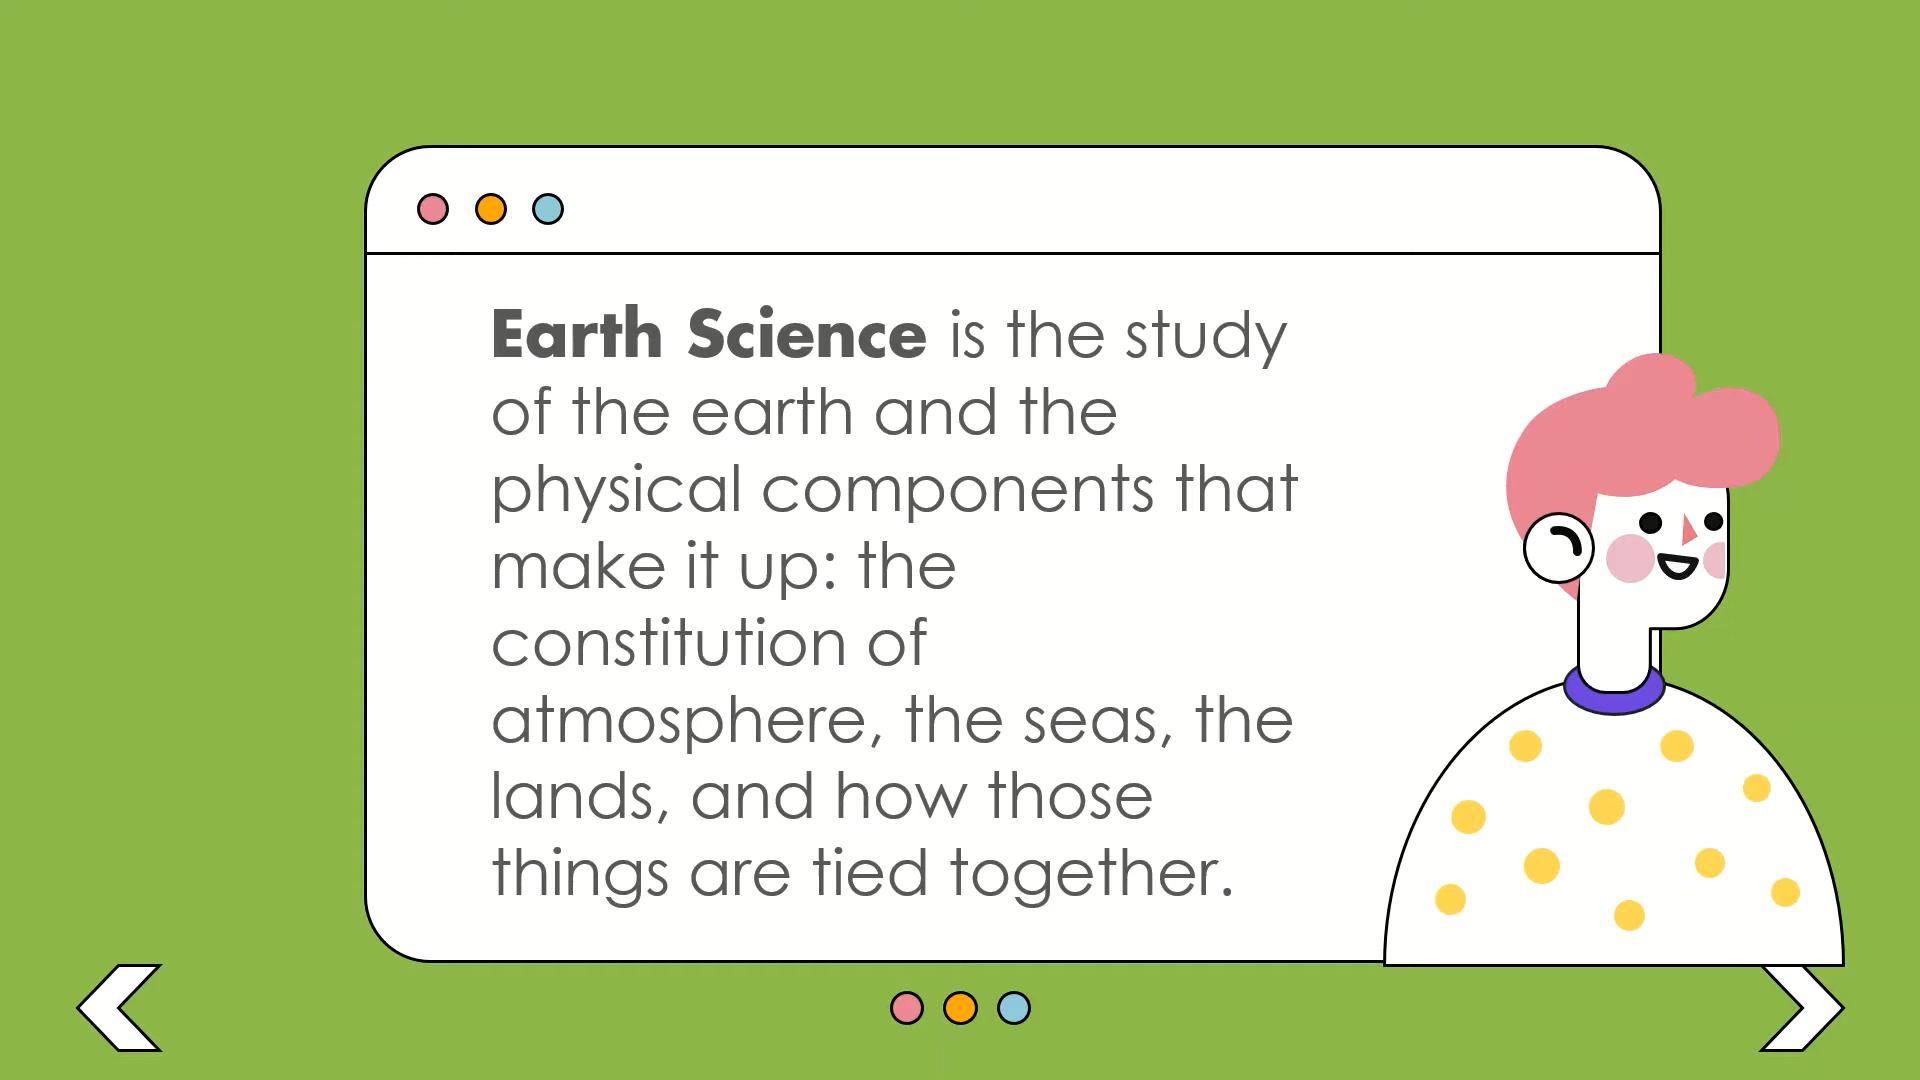 Earth Science is the study
of the earth and the
physical components that
make it up: the
constitution of
atmosphere, the seas, the
lands, and how those
things are tied together.